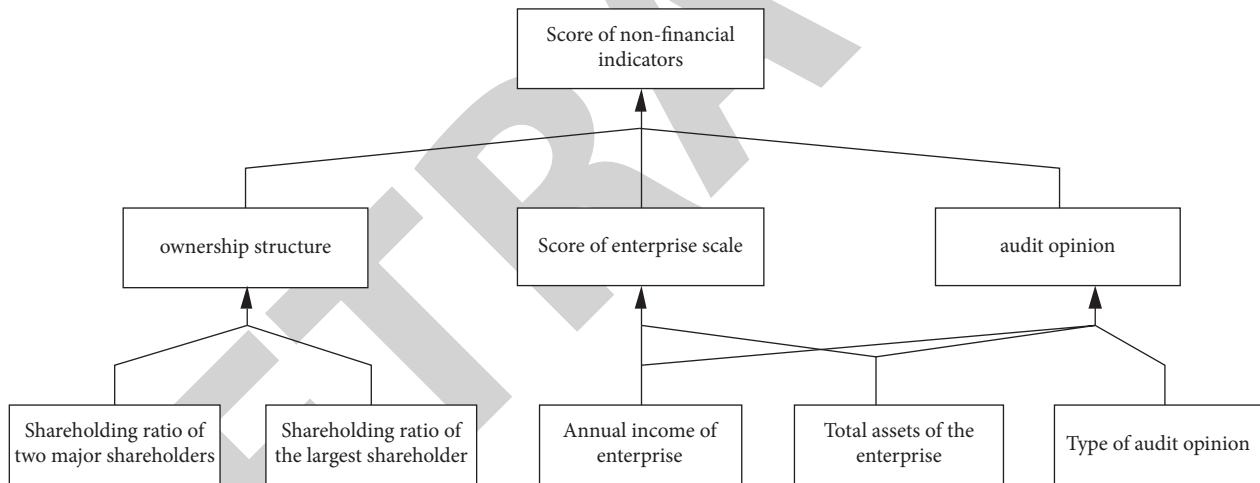 Score of non-financial
indicators
ownership structure
Score of enterprise scale
audit opinion
Shareholding ratio of
two major shareholders
Shareholding ratio of
the largest shareholder
Annual income of
enterprise
Total assets of the
enterprise
Type of audit opinion